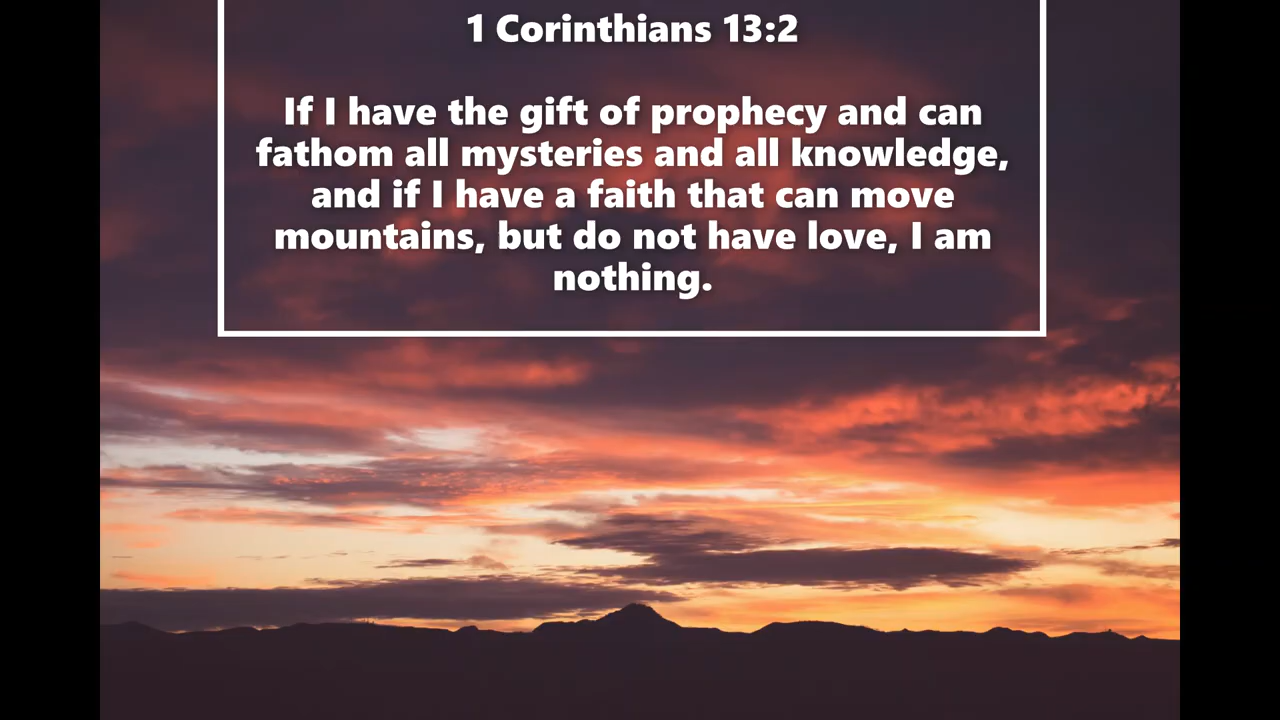 1 Corinthians 13:2
If I have the gift of prophecy and can
fathom all mysteries and all knowledge,
and if I have a faith that can move
mountains, but do not have love, I am
nothing.